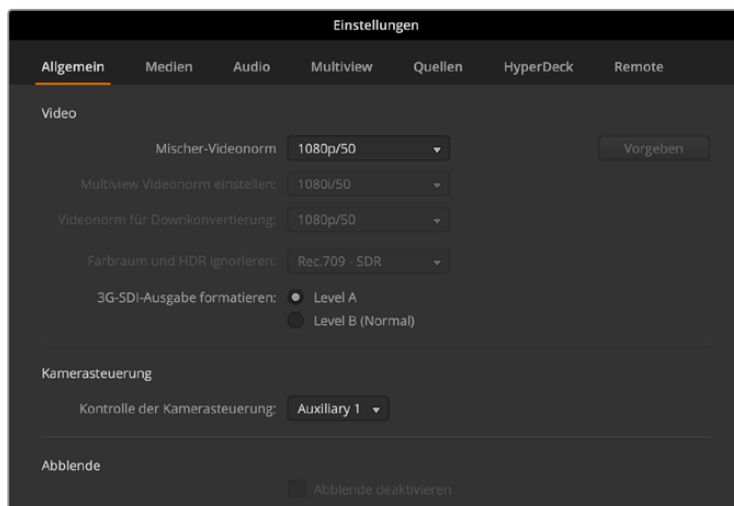 Einstellungen
Allgemein Medien Audio Multiview Quellen HyperDeck Remote
Video
Mischer-Videonorm 1080p/50 Vorgeben
Multiview Videonorm einstellen: 1080i/50
Videonorm für Downkonvertierung: 1080p/50
Farbraum und HDR ignorieren: Rec.709 - SDR
3G-SDI-Ausgabe formatieren: Level A
Level B (Normal)
Kamerasteuerung
Kontrolle der Kamerasteuerung: Auxiliary 1
Abblende
Abblende deaktivieren